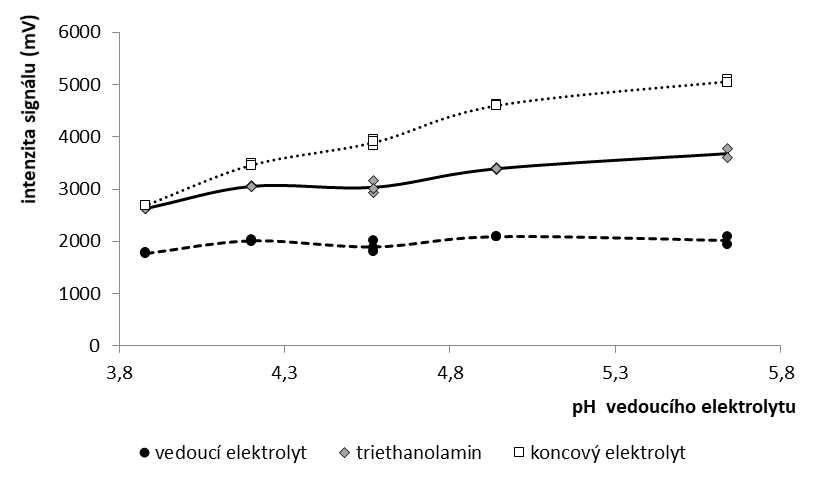 intenzita signálu (mV)
6000
5000
4000
3000
2000
1000
0
3,8 4,3 4,8 5,3 5,8
pH vedoucího elektrolytu
vedoucí elektrolyt triethanolamin koncový elektrolyt